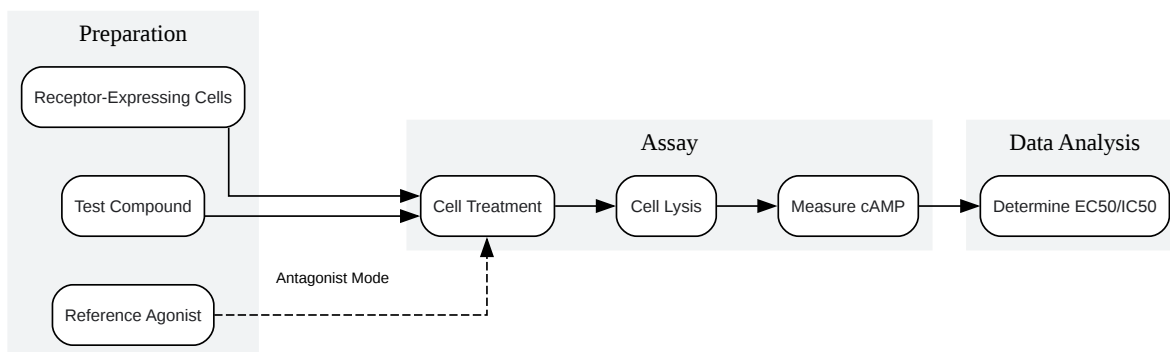 Preparation
Receptor-Expressing Cells
Test Compound
Reference Agonist
Antagonist Mode
Assay
Cell Treatment
Cell Lysis
Measure cAMP
Data Analysis
Determine EC50/IC50